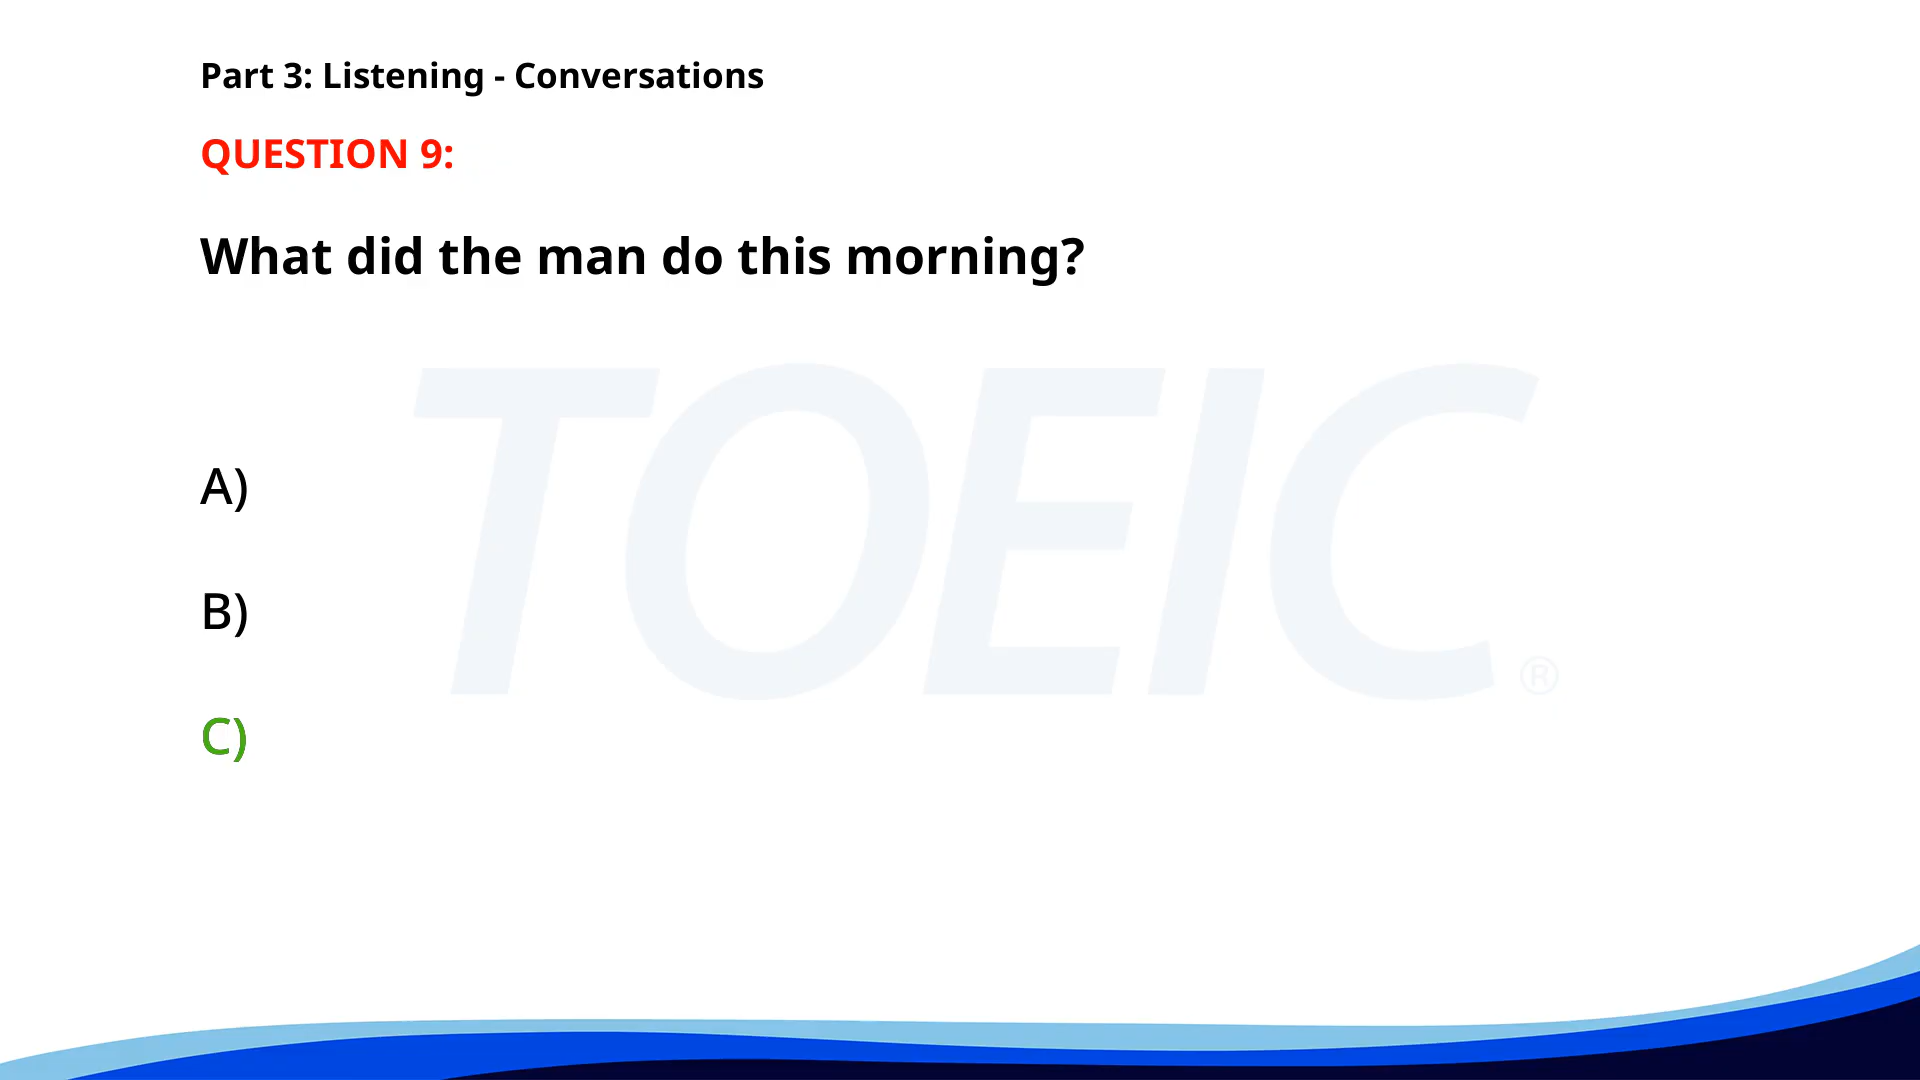 Part 3: Listening - Conversations
QUESTION 9:
What did the man do this morning?
TOEIC®
A)
B)
C)